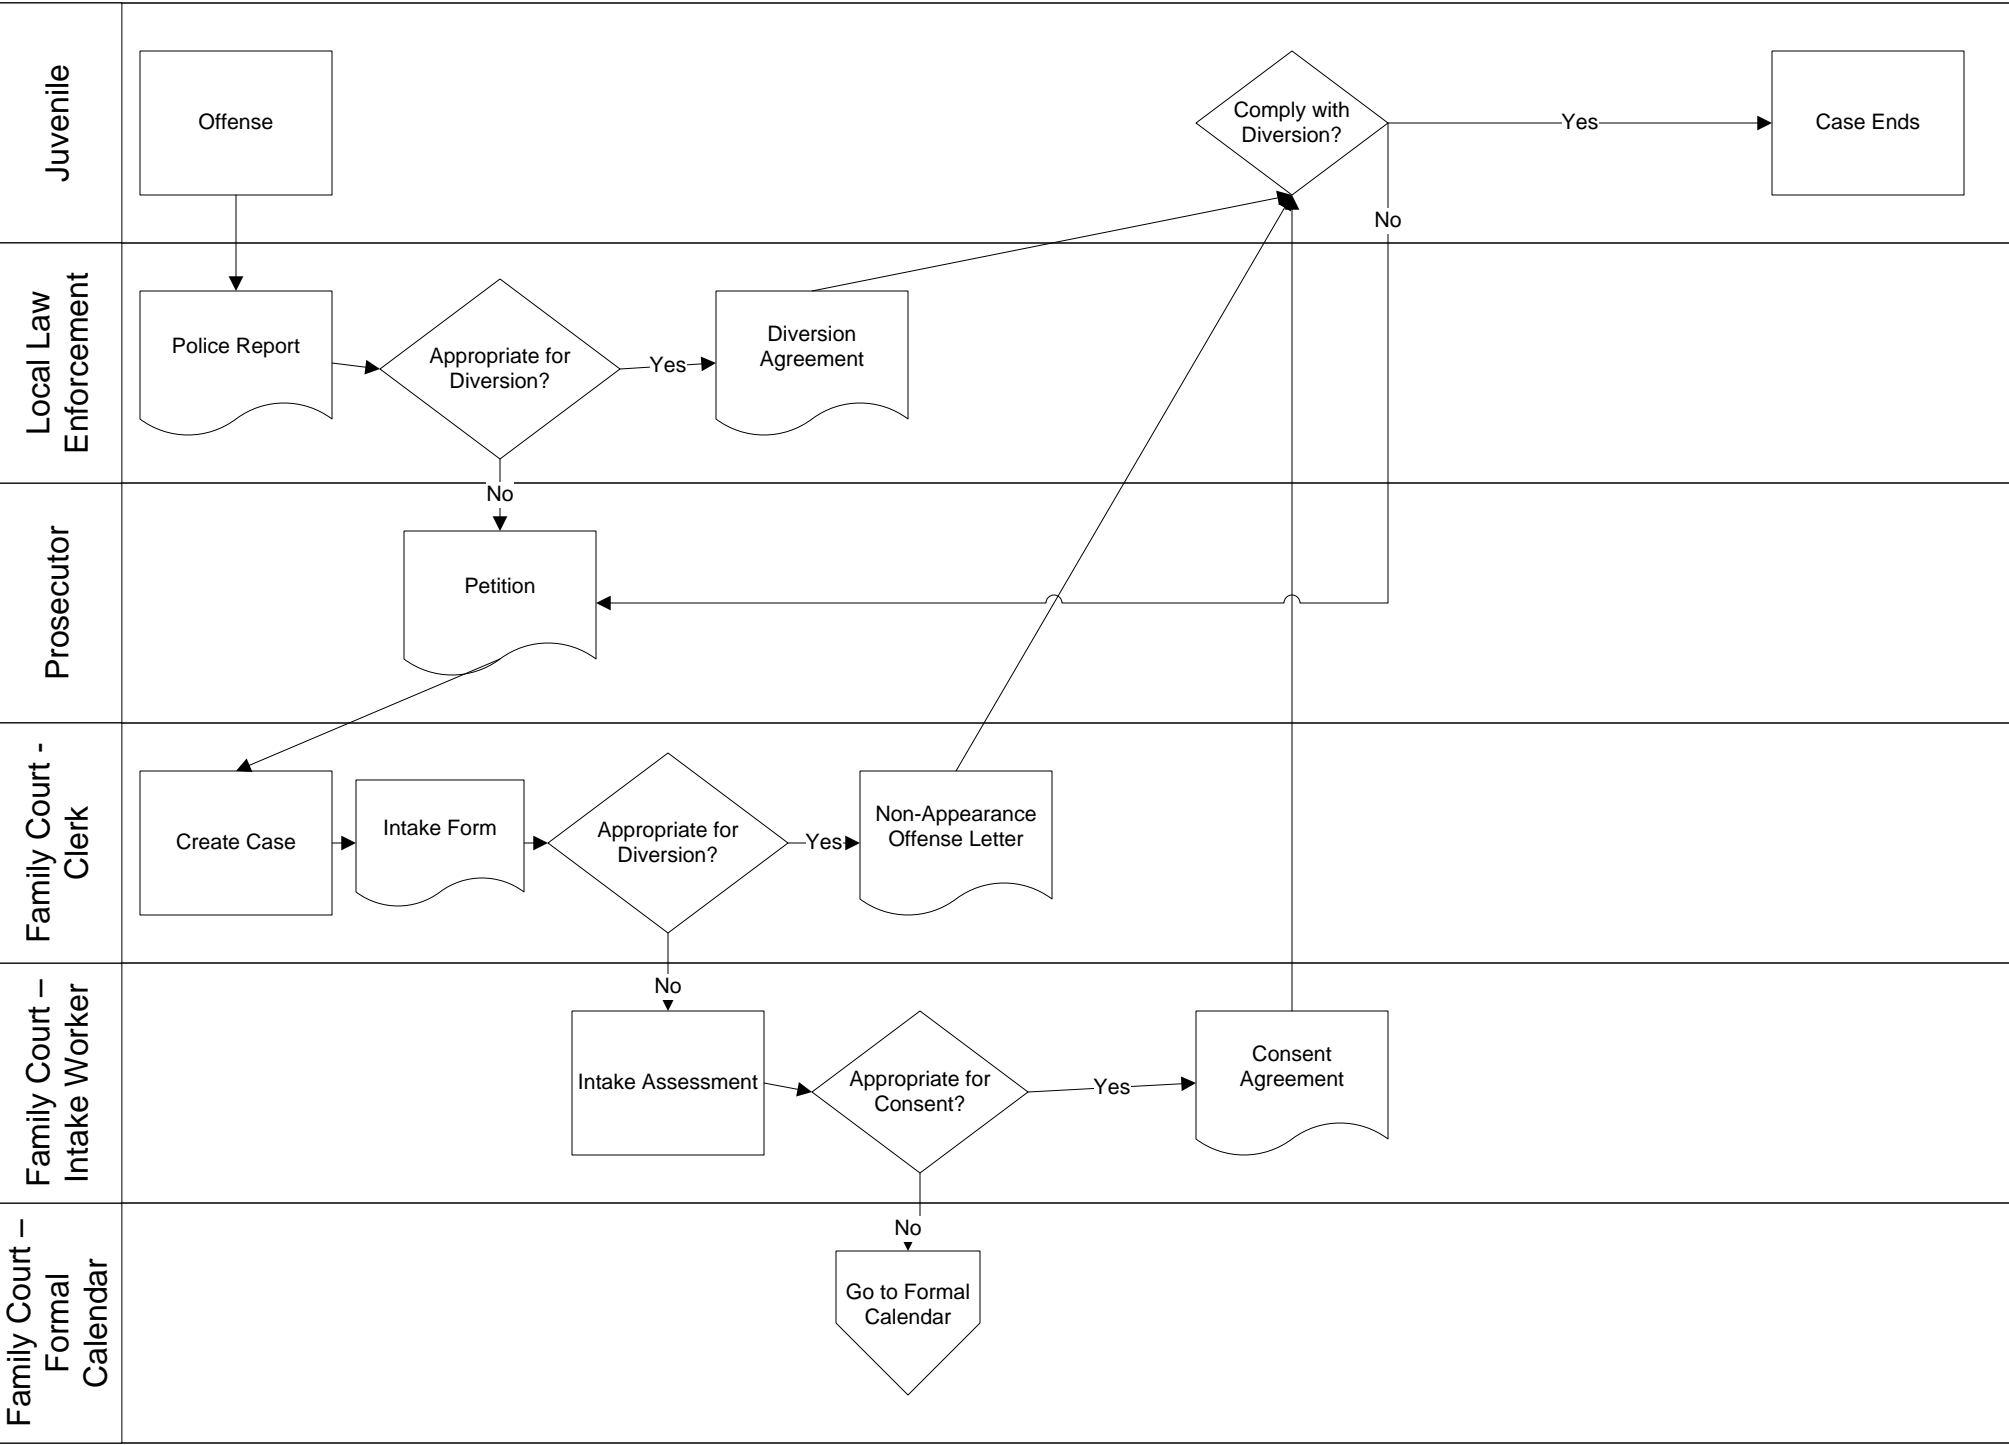 Juvenile
Offense
Comply with
Diversion?
Yes
Case Ends
No
Local Law
Enforcement
Police Report
Appropriate for
Diversion?
Yes
Diversion
Agreement
No
Prosecutor
Petition
Family Court -
Clerk
Create Case
Intake Form
Appropriate for
Diversion?
Yes
Non-Appearance
Offense Letter
No
Family Court –
Intake Worker
Intake Assessment
Appropriate for
Consent?
Yes
Consent
Agreement
No
Family Court –
Formal
Calendar
Go to Formal
Calendar